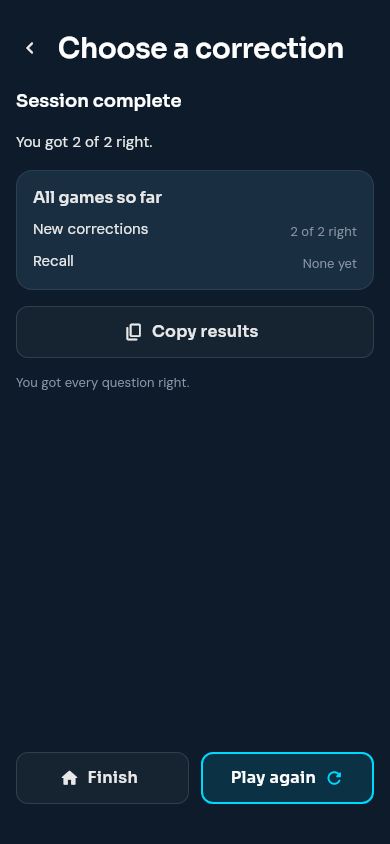 Choose a correction
Session complete
You got 2 of 2 right.
All games so far
New corrections 2 of 2 right
Recall None yet
Copy results
You got every question right.
Finish Play again